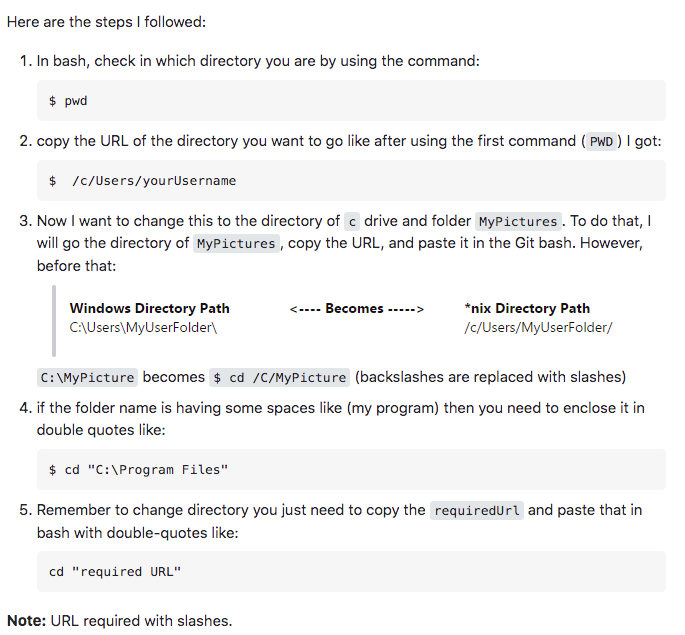 Here are the steps I followed:
1. In bash, check in which directory you are by using the command:
$ pwd
2. copy the URL of the directory you want to go like after using the first command ( PWD ) I got:
$  /c/Users/yourUsername
3. Now I want to change this to the directory of c drive and folder MyPictures . To do that, I
will go the directory of MyPictures , copy the URL, and paste it in the Git bash. However,
before that:
Windows Directory Path <---- Becomes -----> *nix Directory Path
C:\Users\MyUserFolder\ /c/Users/MyUserFolder/
C:\MyPicture becomes $ cd /C/MyPicture (backslashes are replaced with slashes)
4. if the folder name is having some spaces like (my program) then you need to enclose it in
double quotes like:
$ cd "C:\Program Files"
5. Remember to change directory you just need to copy the requiredUrl and paste that in
bash with double-quotes like:
cd "required URL"
Note: URL required with slashes.